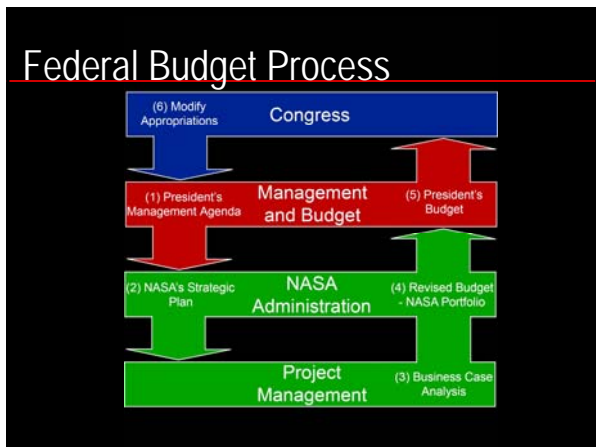 Federal Budget Process
(6) Modify
Appropriations
Congress
(1) President's
Management Agenda
Management
and Budget
(5) President's
Budget
(2) NASA's Strategic
Plan
NASA
Administration
(4) Revised Budget
- NASA Portfolio
Project
Management
(3) Business Case
Analysis